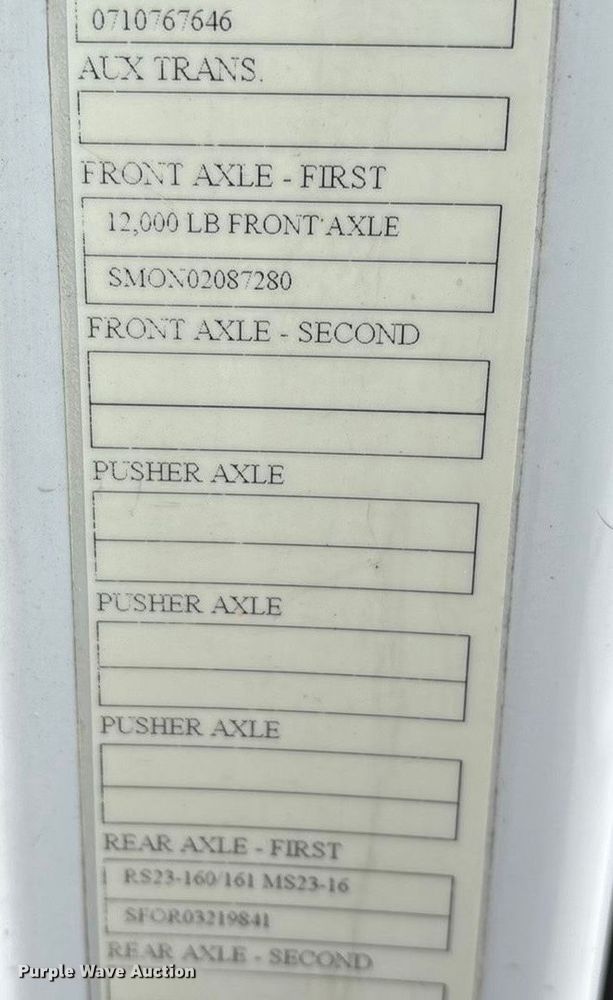 0710767646
AUX TRANS.
FRONT AXLE - FIRST
12,000 LB FRONT AXLE
SMON02087280
FRONT AXLE - SECOND
PUSHER AXLE
PUSHER AXLE
PUSHER AXLE
REAR AXLE - FIRST
RS23-160/161 MS23-16
SFOR03219841
REAR AXLE - SECOND
Purple Wave Auction